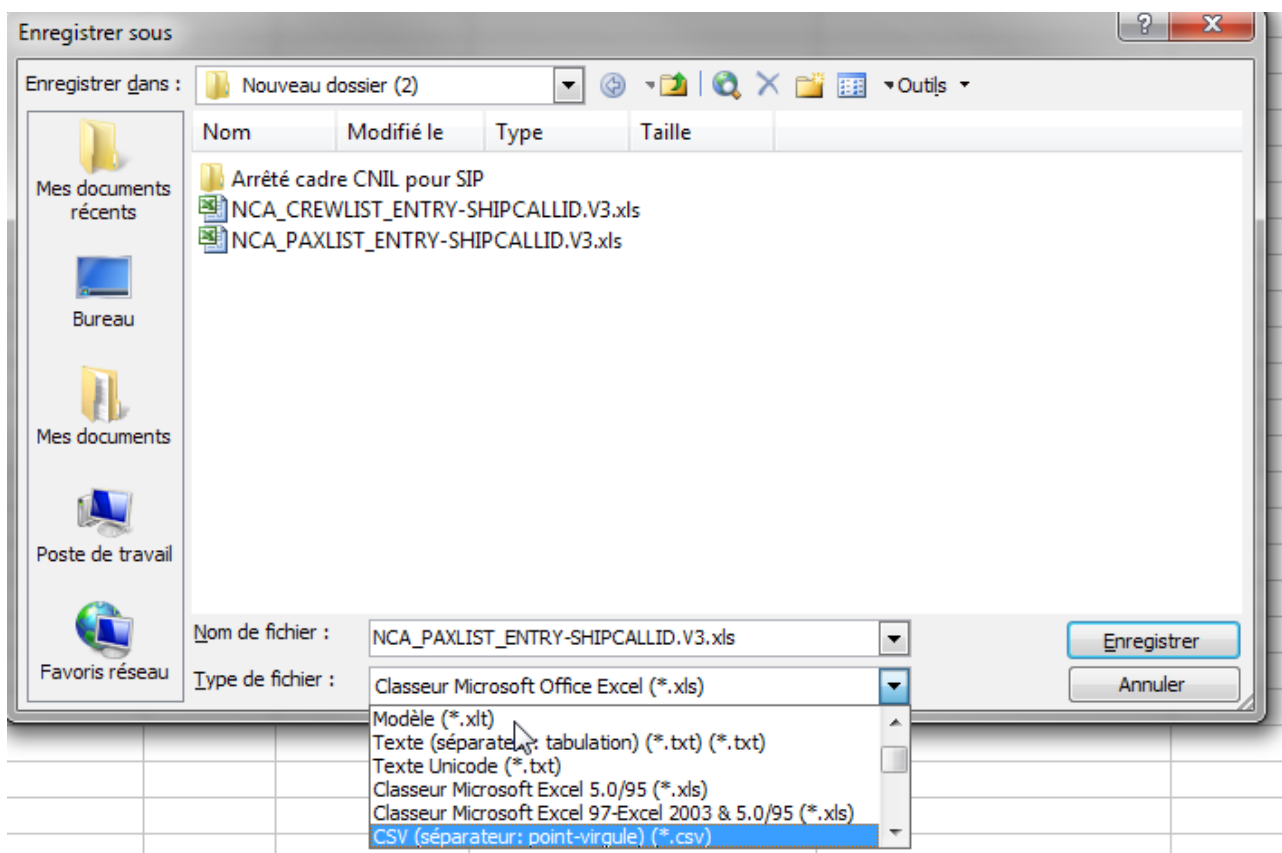 Enregistrer sous
? X
Enregistrer dans : Nouveau dossier (2) Outils
Nom Modifié le Type Taille
Arrêté cadre CNIL pour SIP
NCA_CREWLIST_ENTRY-SHIPCALLID.V3.xls
NCA_PAXLIST_ENTRY-SHIPCALLID.V3.xls
Mes documents
récents
Bureau
Mes documents
Poste de travail
Favoris réseau
Nom de fichier : NCA_PAXLIST_ENTRY-SHIPCALLID.V3.xls Enregistrer
Type de fichier : Classeur Microsoft Office Excel (*.xls) Annuler
Modèle (*.xlt)
Texte (séparateur: tabulation) (*.txt) (*.txt)
Texte Unicode (*.txt)
Classeur Microsoft Excel 5.0/95 (*.xls)
Classeur Microsoft Excel 97-Excel 2003 & 5.0/95 (*.xls)
CSV (séparateur: point-virgule) (*.csv)